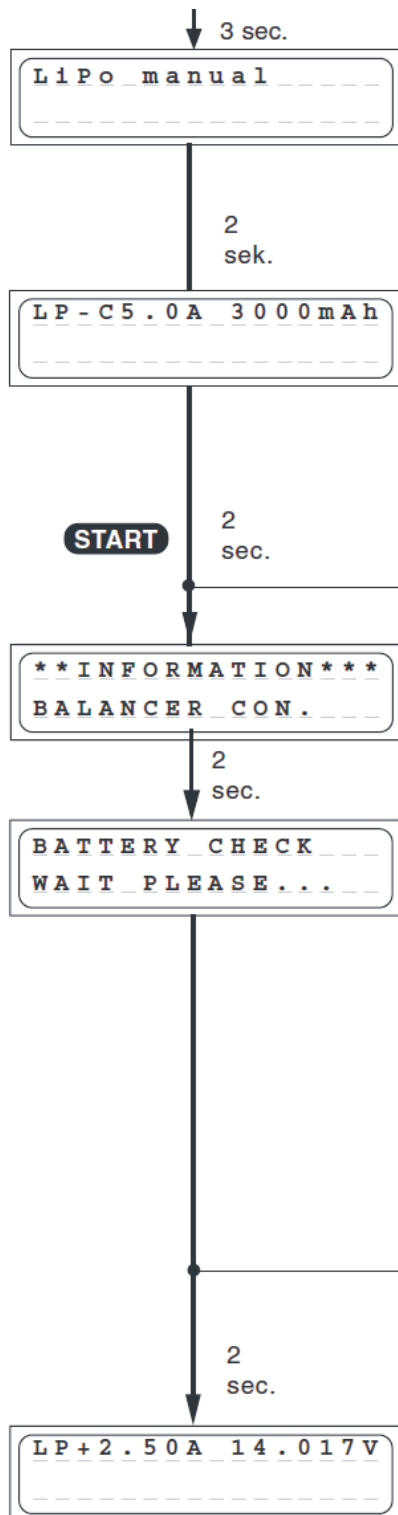 3 sec.
LiPo manual
2
sek.
LP-C5.0A 3000mAh
START
2
sec.
**INFORMATION***
BALANCER CON.
2
sec.
BATTERY CHECK
WAIT PLEASE...
2
sec.
LP+2.50A 14.017V